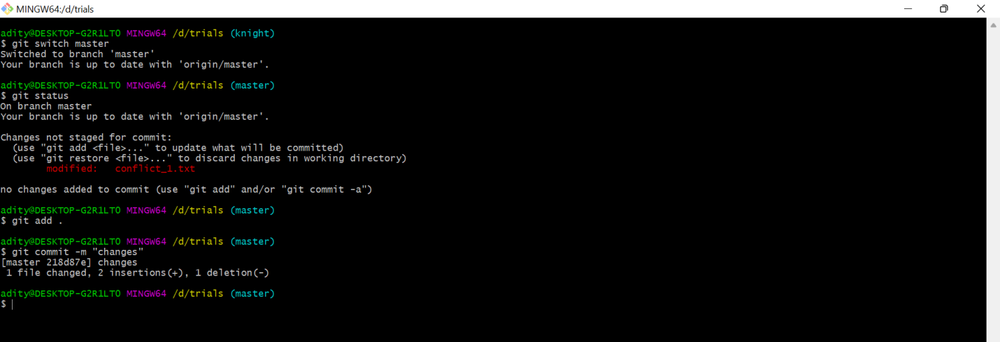 MINGW64:/d/trials
adity@DESKTOP-G2R1LTO MINGW64 /d/trials (knight)
$ git switch master
Switched to branch 'master'
Your branch is up to date with 'origin/master'.
adity@DESKTOP-G2R1LTO MINGW64 /d/trials (master)
$ git status
On branch master
Your branch is up to date with 'origin/master'.
Changes not staged for commit:
  (use "git add <file>..." to update what will be committed)
  (use "git restore <file>..." to discard changes in working directory)
        modified:   conflict_1.txt
no changes added to commit (use "git add" and/or "git commit -a")
adity@DESKTOP-G2R1LTO MINGW64 /d/trials (master)
$ git add .
adity@DESKTOP-G2R1LTO MINGW64 /d/trials (master)
$ git commit -m "changes"
[master 218d87e] changes
 1 file changed, 2 insertions(+), 1 deletion(-)
adity@DESKTOP-G2R1LTO MINGW64 /d/trials (master)
$